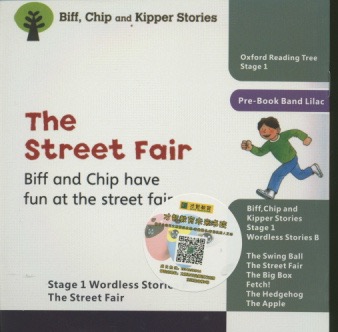 Biff, Chip and Kipper Stories
Oxford Reading Tree
Stage 1
Pre-Book Band Lilac
The
Street Fair
Biff and Chip have
fun at the street fair
Biff,Chip and
Kipper Stories
Stage 1
Wordless Stories B
The Swing Ball
The Street Fair
The Big Box
Fetch!
The Hedgehog
The Apple
Stage 1 Wordless Stori
The Street Fair